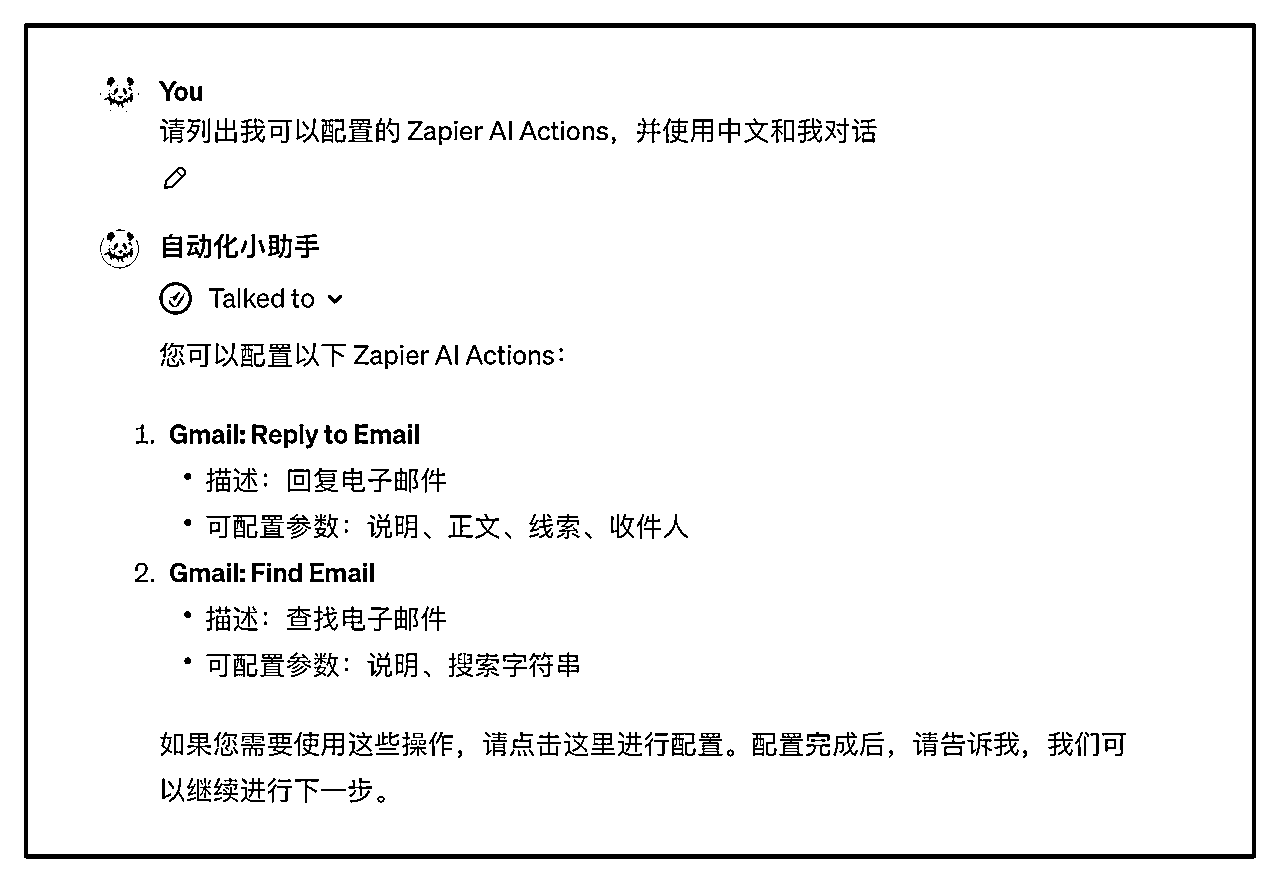 You
请列出我可以配置的 Zapier AI Actions，并使用中文和我对话
自动化小助手
Talked to
您可以配置以下 Zapier AI Actions：
1. Gmail: Reply to Email
• 描述：回复电子邮件
• 可配置参数：说明、正文、线索、收件人
2. Gmail: Find Email
• 描述：查找电子邮件
• 可配置参数：说明、搜索字符串
如果您需要使用这些操作，请点击这里进行配置。配置完成后，请告诉我，我们可
以继续进行下一步。